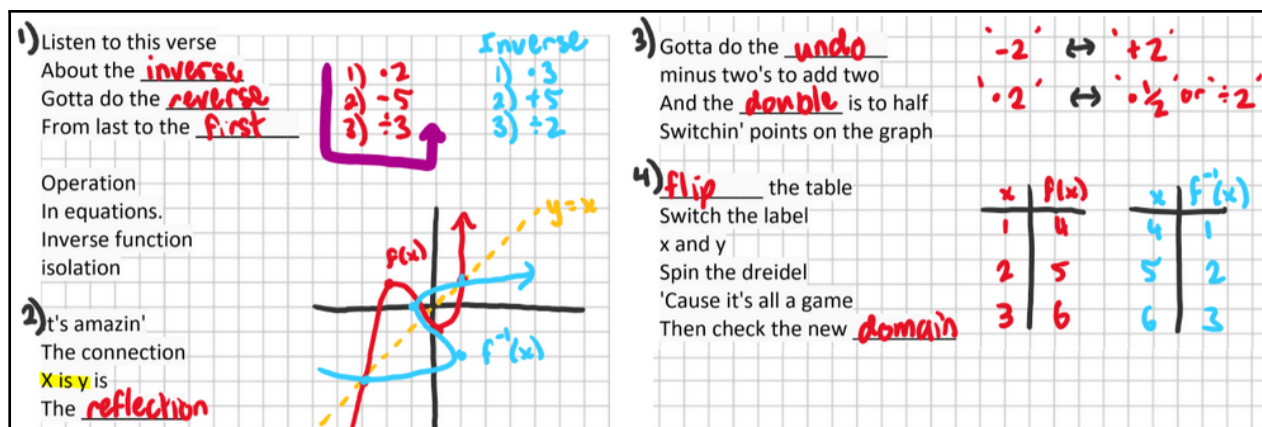 1) Listen to this verse
About the inverse
Gotta do the reverse
From last to the first
1) •2
2) -5
3) ÷3
Inverse
1) •3
2) +5
3) ÷2
Operation
In equations.
Inverse function
isolation
y=x
f(x)
f⁻¹(x)
2) It's amazin'
The connection
X is y is
The reflection
3) Gotta do the undo
minus two's to add two
And the double is to half
Switchin' points on the graph
'-2' ↔ '+2'
'•2' ↔ '•½' or '÷2'
4) flip the table
Switch the label
x and y
Spin the dreidel
'Cause it's all a game
Then check the new domain
x f(x)
1 4
2 5
3 6
x f⁻¹(x)
4 1
5 2
6 3